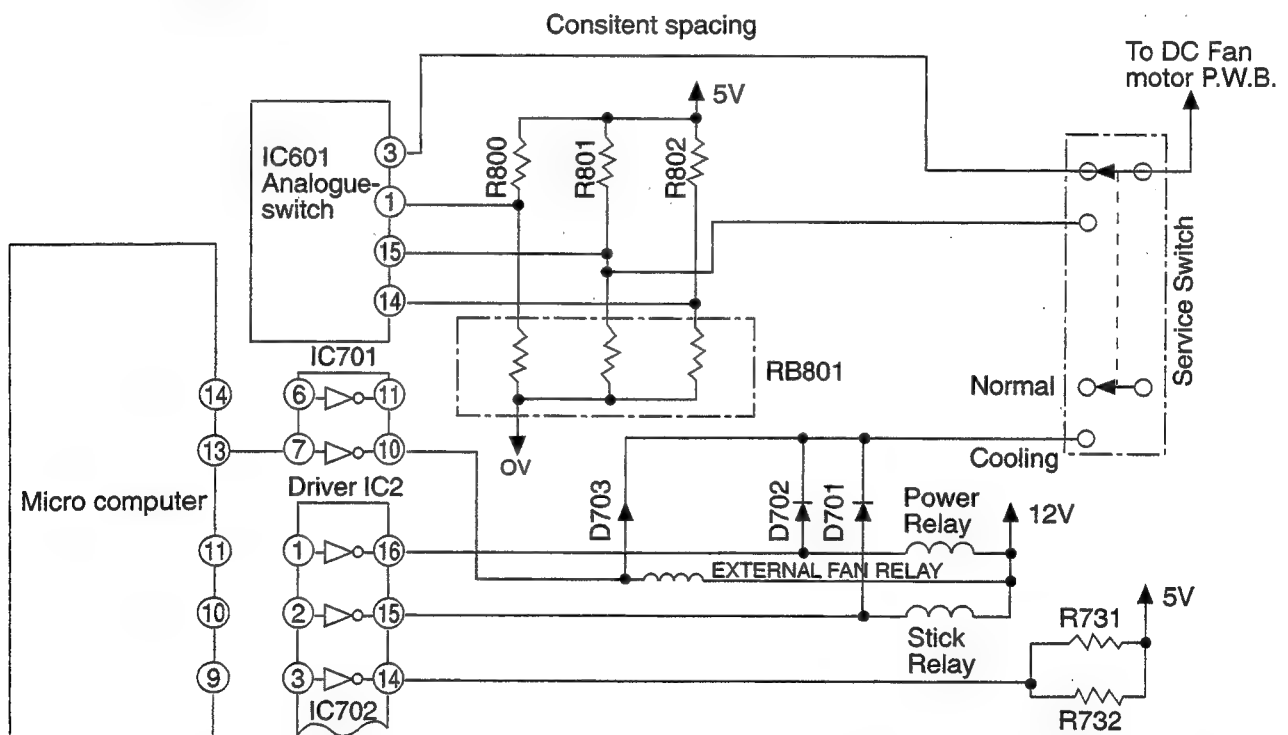 Consitent spacing
To DC Fan
motor P.W.B.
5V
IC601
Analogue-
switch
3
1
15
14
R800
R801
R802
RB801
OV
Service Switch
Normal
Cooling
IC701
6
11
7
10
14
13
Micro computer
11
10
9
Driver IC2
1
16
2
15
3
14
IC702
D703
D702
D701
Power
Relay
12V
EXTERNAL FAN RELAY
Stick
Relay
5V
R731
R732